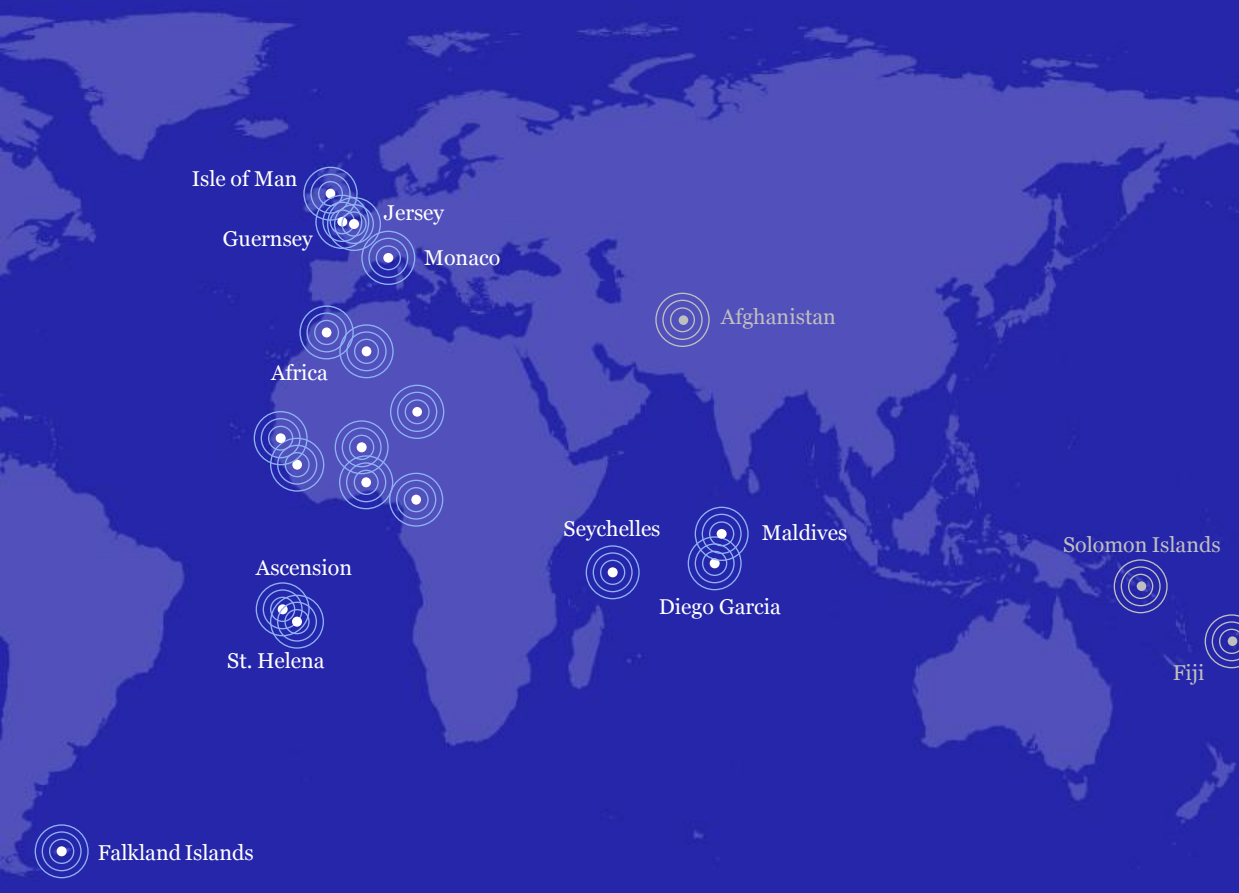 Isle of Man
Jersey
Guernsey
Monaco
Afghanistan
Africa
Seychelles
Maldives
Solomon Islands
Ascension
Diego Garcia
St. Helena
Fiji
Falkland Islands